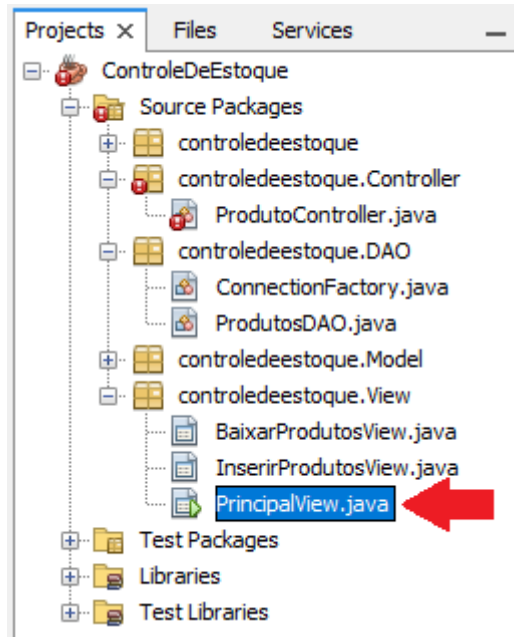 Projects Files Services
ControleDeEstoque
Source Packages
controledeestoque
controledeestoque.Controller
ProdutoController.java
controledeestoque.DAO
ConnectionFactory.java
ProdutosDAO.java
controledeestoque.Model
controledeestoque.View
BaixarProdutosView.java
InserirProdutosView.java
PrincipalView.java
Test Packages
Libraries
Test Libraries